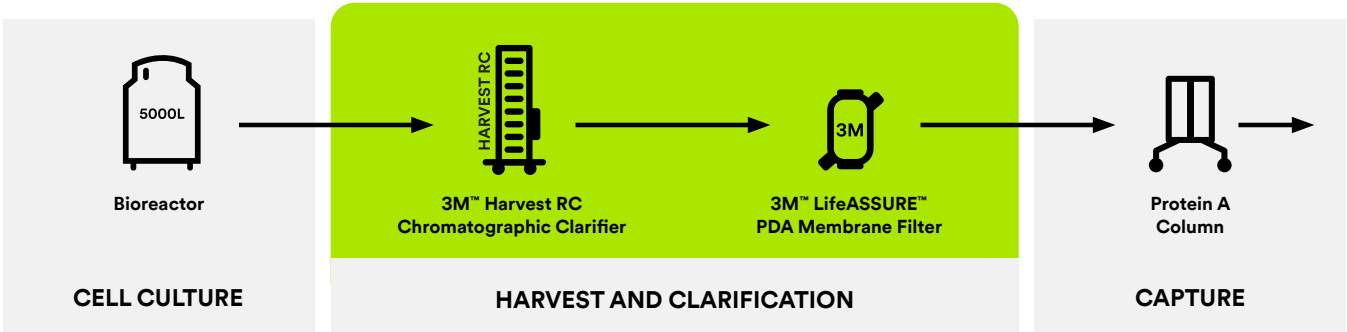 5000L
Bioreactor
CELL CULTURE
HARVEST RC
3M™ Harvest RC
Chromatographic Clarifier
3M
3M™ LifeASSURE™
PDA Membrane Filter
HARVEST AND CLARIFICATION
Protein A
Column
CAPTURE